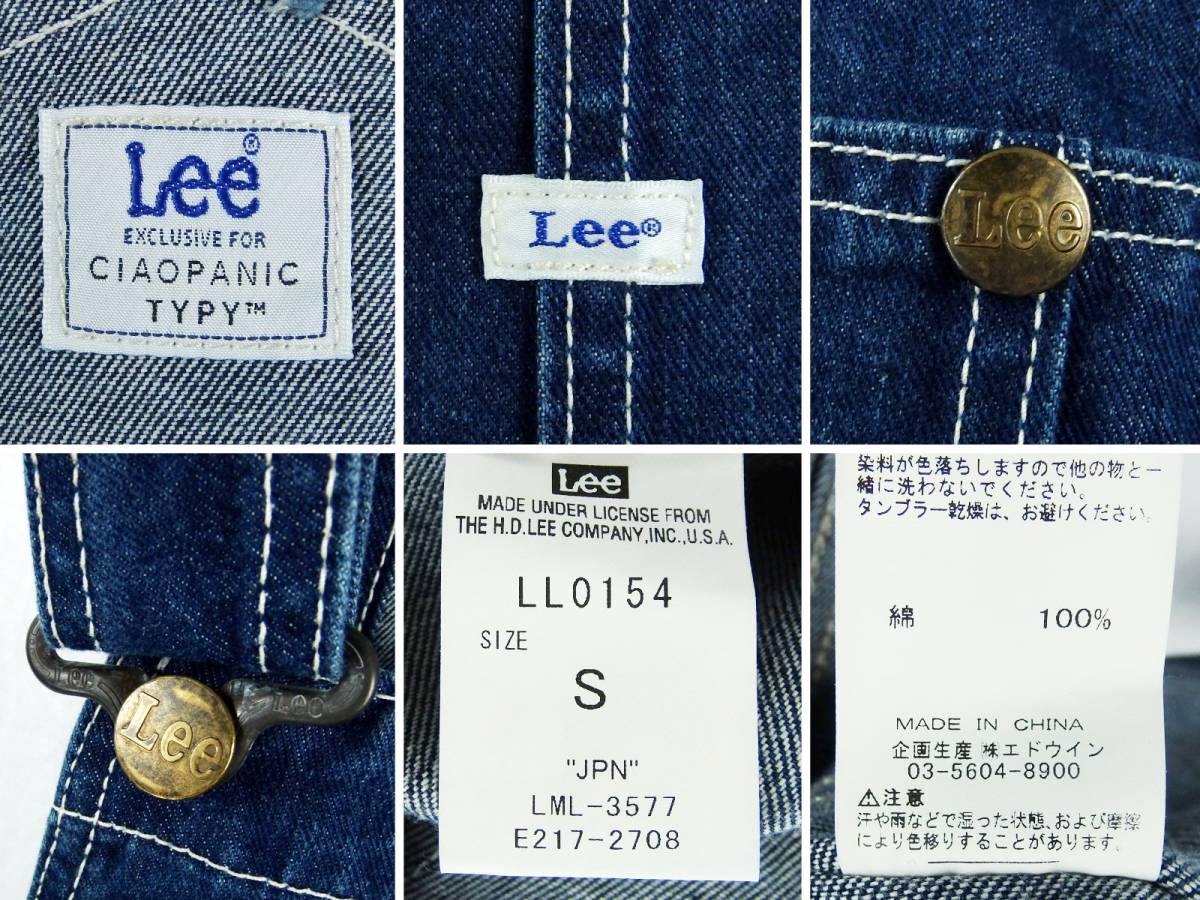 Lee®
EXCLUSIVE FOR
CIAOPANIC
TYPY™
Lee®
Lee
Lee
Lee
Lee
Lee
MADE UNDER LICENSE FROM
THE H.D.LEE COMPANY,INC.,U.S.A.
LL0154
SIZE
S
"JPN"
LML-3577
E217-2708
染料が色落ちしますので他の物と一
緒に洗わないでください。
タンブラー乾燥は、お避けください。
綿 100%
MADE IN CHINA
企画生産 ㈱エドウイン
03-5604-8900
⚠注意
汗や雨などで湿った状態、および摩擦
により色移りすることがあります。